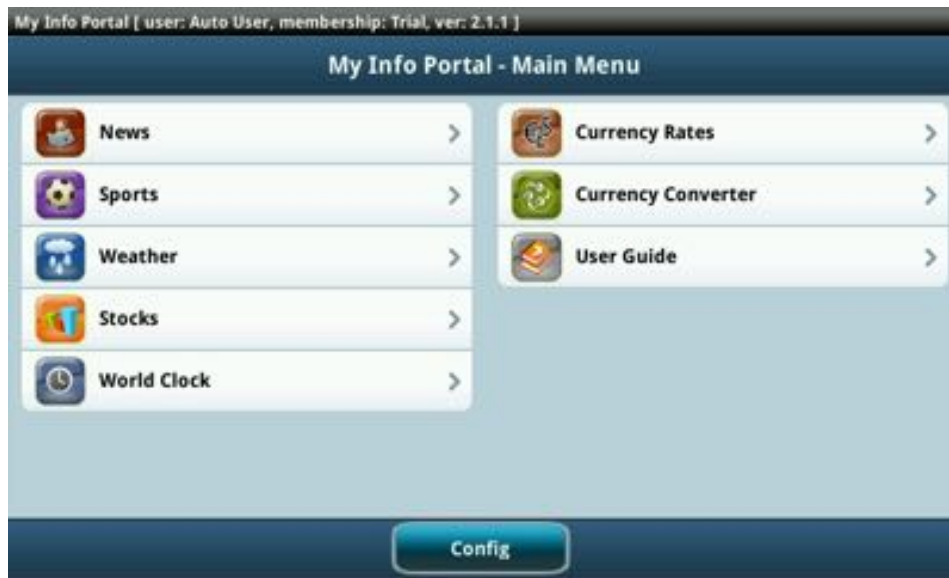 My Info Portal [ user: Auto User, membership: Trial, ver: 2.1.1 ]
My Info Portal - Main Menu
News
Sports
Weather
Stocks
World Clock
Currency Rates
Currency Converter
User Guide
Config